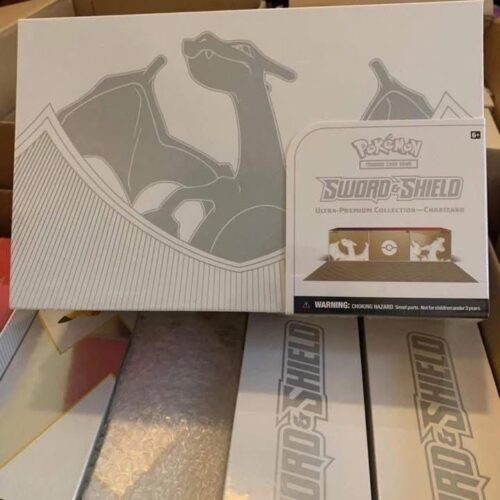 6+
Pokémon
TRADING CARD GAME
SWORD & SHIELD
ULTRA-PREMIUM COLLECTION—CHARIZARD
WARNING: CHOKING HAZARD Small parts. Not for children under 3 years.
SWORD & SHIELD
SWORD & SHIELD